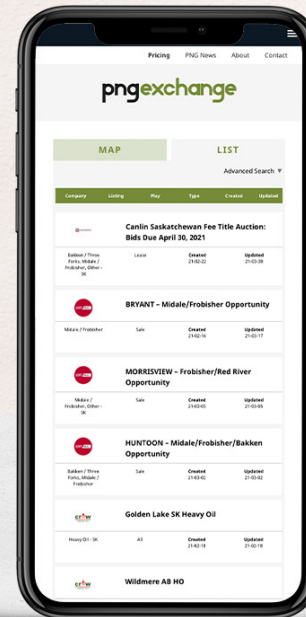 Pricing PNG News About Contact
pngexchange
MAP LIST
Advanced Search ▼
Company Listing Play Type Created Updated
Canlin Saskatchewan Fee Title Auction:
Bids Due April 30, 2021
Bakken / Three
Forks, Midale /
Frobisher, Other -
SK
Lease
Created
21-02-22
Updated
21-03-30
BRYANT – Midale/Frobisher Opportunity
Midale / Frobisher
Sale
Created
21-02-16
Updated
21-03-17
MORRISVIEW – Frobisher/Red River
Opportunity
Midale /
Frobisher, Other -
SK
Sale
Created
21-03-05
Updated
21-03-05
HUNTOON – Midale/Frobisher/Bakken
Opportunity
Bakken / Three
Forks, Midale /
Frobisher
Sale
Created
21-03-02
Updated
21-03-02
crew
Golden Lake SK Heavy Oil
Heavy Oil - SK
Created
21-02-18
Updated
21-02-18
crew
Wildmere AB HO